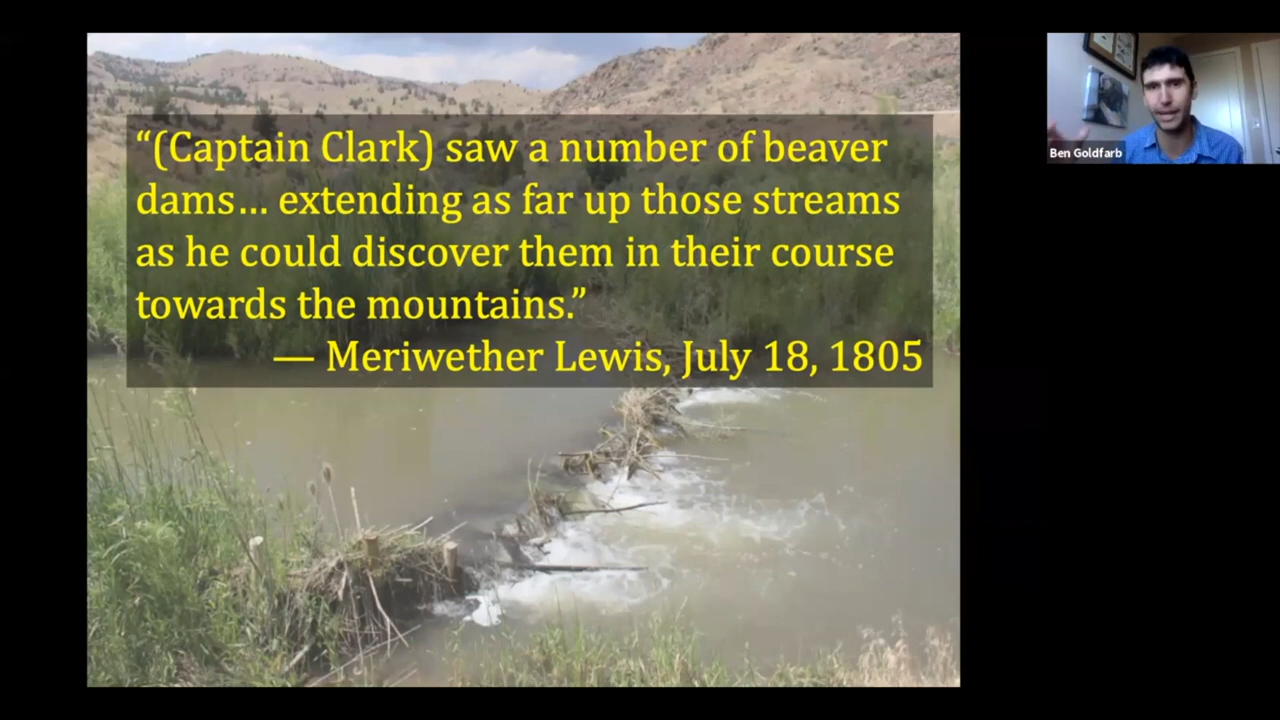 “(Captain Clark) saw a number of beaver
dams… extending as far up those streams
as he could discover them in their course
towards the mountains.”
— Meriwether Lewis, July 18, 1805
Ben Goldfarb